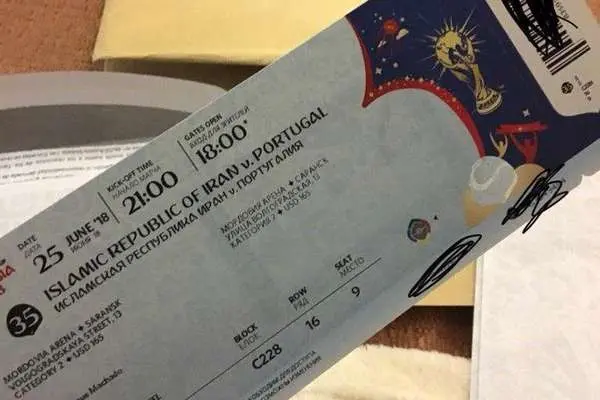 DATE
ДАТА
25 JUNE '18
ИЮНЯ '18
KICK-OFF TIME
НАЧАЛО МАТЧА
21:00
GATES OPEN
ВХОД ДЛЯ ЗРИТЕЛЕЙ
18:00*
35
ISLAMIC REPUBLIC OF IRAN v. PORTUGAL
ИСЛАМСКАЯ РЕСПУБЛИКА ИРАН v. ПОРТУГАЛИЯ
MORDOVIA ARENA ✦ SARANSK
VOLGOGRADSKAYA STREET, 13
CATEGORY 2 ✦ USD 165
МОРДОВИЯ АРЕНА ✦ САРАНСК
УЛИЦА ВОЛГОГРАДСКАЯ, 13
КАТЕГОРИЯ 2 ✦ USD 165
Machado
BLOCK
БЛОК
C228
ROW
РЯД
16
SEAT
МЕСТО
9